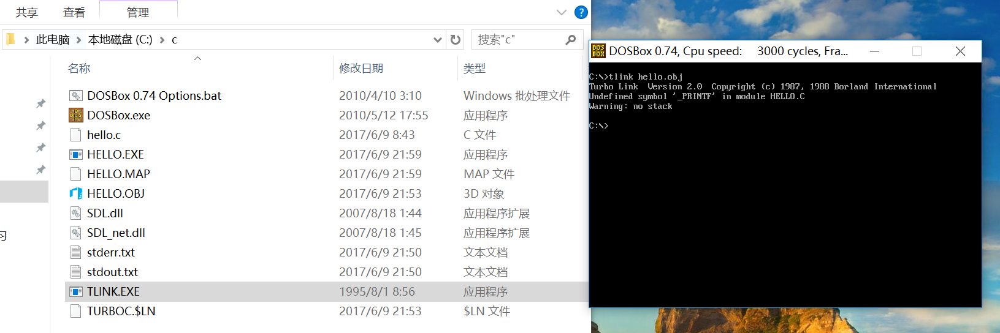 共享 查看 管理
此电脑 本地磁盘 (C:) c 搜索"c"
名称 修改日期 类型
DOSBox 0.74 Options.bat 2010/4/10 3:10 Windows 批处理文件
DOSBox.exe 2010/5/12 17:55 应用程序
hello.c 2017/6/9 8:43 C 文件
HELLO.EXE 2017/6/9 21:59 应用程序
HELLO.MAP 2017/6/9 21:59 MAP 文件
HELLO.OBJ 2017/6/9 21:53 3D 对象
SDL.dll 2007/8/18 1:44 应用程序扩展
SDL_net.dll 2007/8/18 1:45 应用程序扩展
习
stderr.txt 2017/6/9 21:50 文本文档
stdout.txt 2017/6/9 21:50 文本文档
TLINK.EXE 1995/8/1 8:56 应用程序
TURBOC.$LN 2017/6/9 21:53 $LN 文件
DOSBox 0.74, Cpu speed: 3000 cycles, Fra...
C:\>tlink hello.obj
Turbo Link Version 2.0 Copyright (c) 1987, 1988 Borland International
Undefined symbol '_PRINTF' in module HELLO.C
Warning: no stack
C:\>